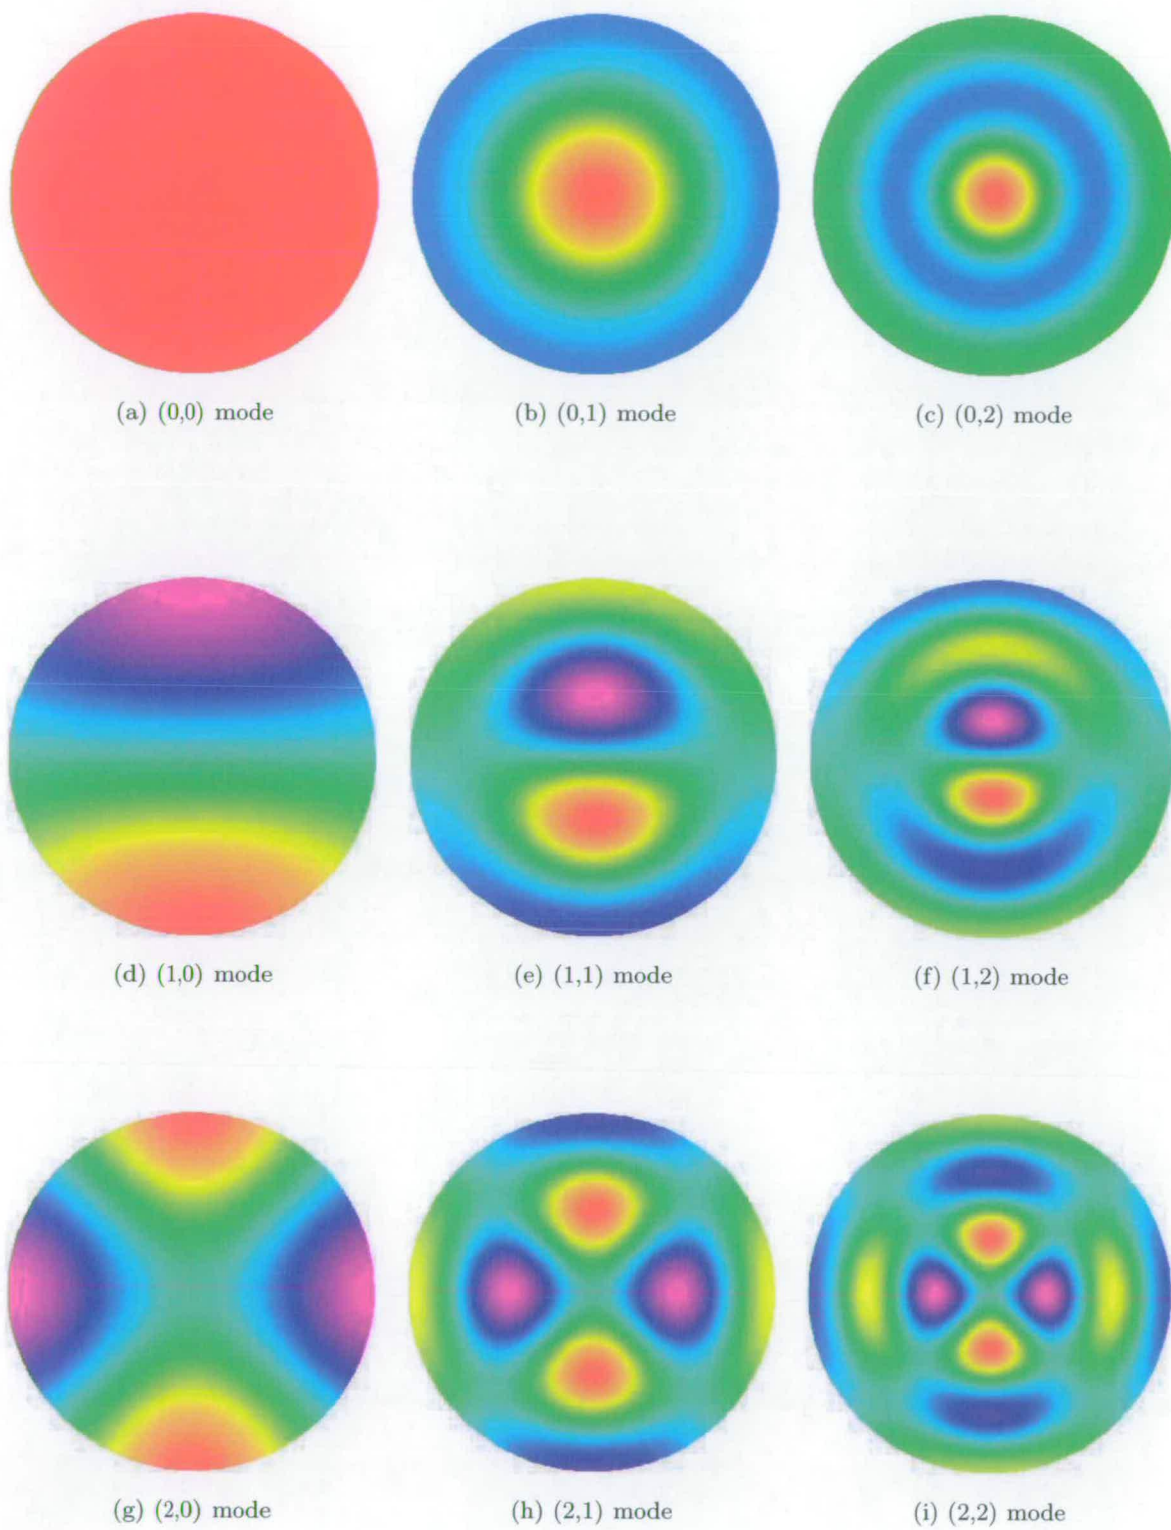 (a) (0,0) mode
(b) (0,1) mode
(c) (0,2) mode
(d) (1,0) mode
(e) (1,1) mode
(f) (1,2) mode
(g) (2,0) mode
(h) (2,1) mode
(i) (2,2) mode